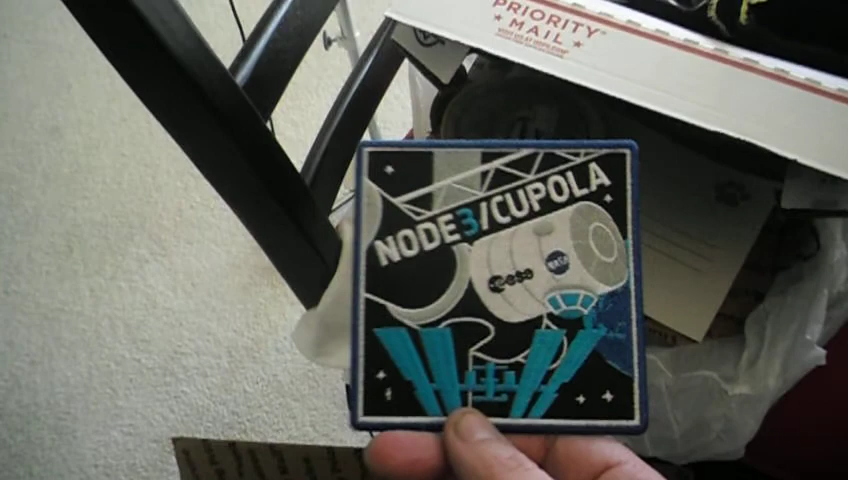 PRIORITY
★ MAIL ★
NODE3/CUPOLA
esa
NASA